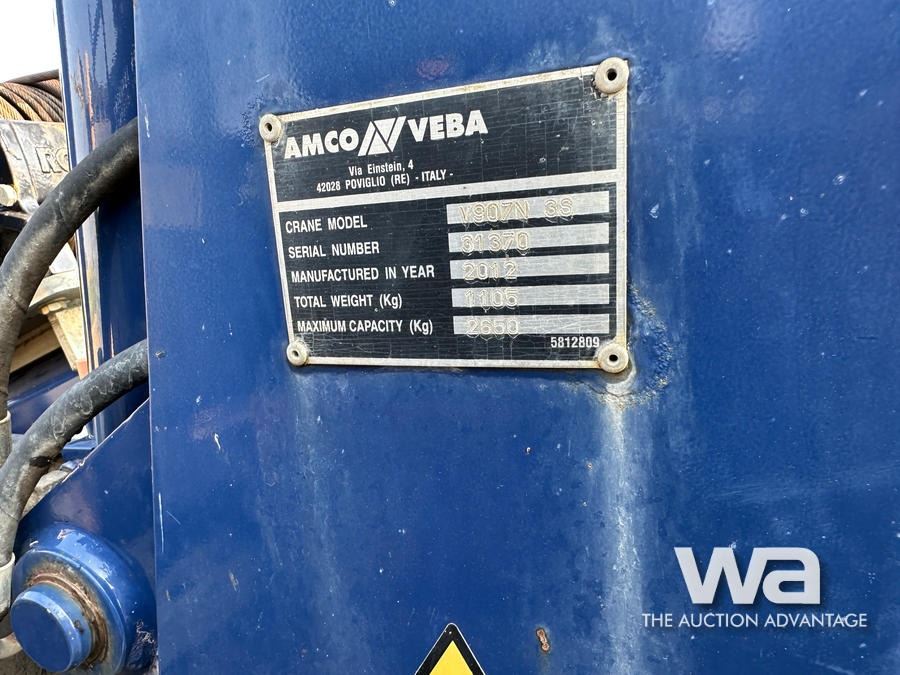 AMCO VEBA
Via Einstein, 4
42028 POVIGLIO (RE) - ITALY -
CRANE MODEL V907N 3S
SERIAL NUMBER 31370
MANUFACTURED IN YEAR 2012
TOTAL WEIGHT (Kg) 1105
MAXIMUM CAPACITY (Kg) 2650
5812809
wa
THE AUCTION ADVANTAGE